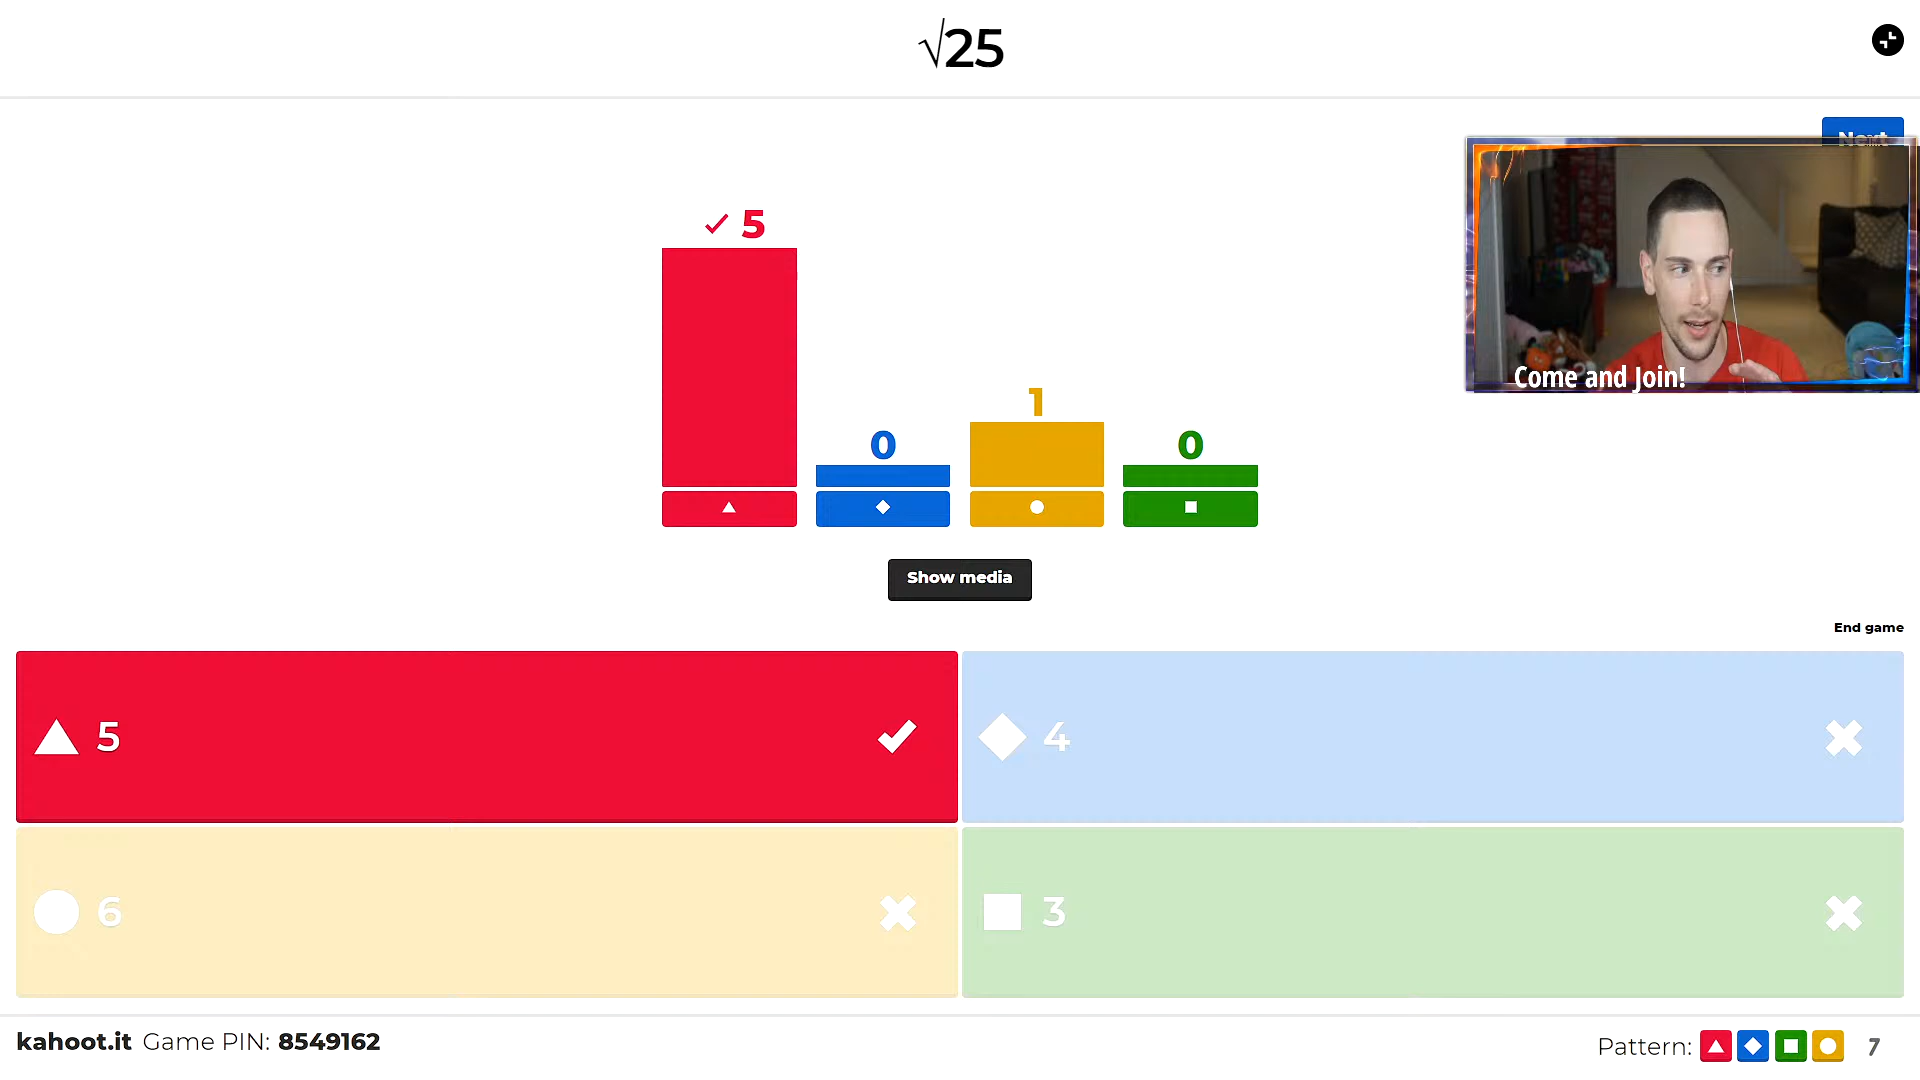 √25
Next
✓ 5
0
1
0
Come and Join!
Show media
End game
5
4
6
3
kahoot.it Game PIN: 8549162
Pattern: 7